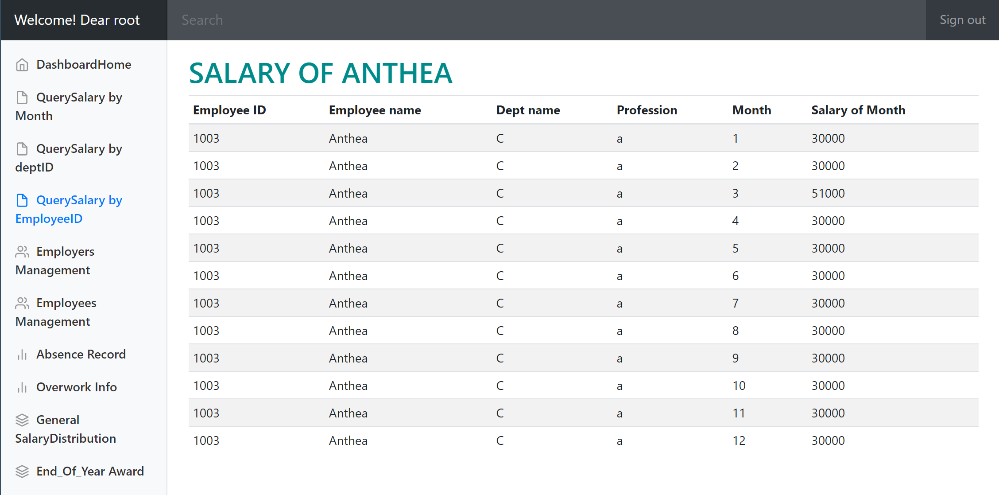 Welcome! Dear root
Search
Sign out
DashboardHome
QuerySalary by
Month
QuerySalary by
deptID
QuerySalary by
EmployeeID
Employers
Management
Employees
Management
Absence Record
Overwork Info
General
SalaryDistribution
End_Of_Year Award
SALARY OF ANTHEA
Employee ID Employee name Dept name Profession Month Salary of Month
1003 Anthea C a 1 30000
1003 Anthea C a 2 30000
1003 Anthea C a 3 51000
1003 Anthea C a 4 30000
1003 Anthea C a 5 30000
1003 Anthea C a 6 30000
1003 Anthea C a 7 30000
1003 Anthea C a 8 30000
1003 Anthea C a 9 30000
1003 Anthea C a 10 30000
1003 Anthea C a 11 30000
1003 Anthea C a 12 30000